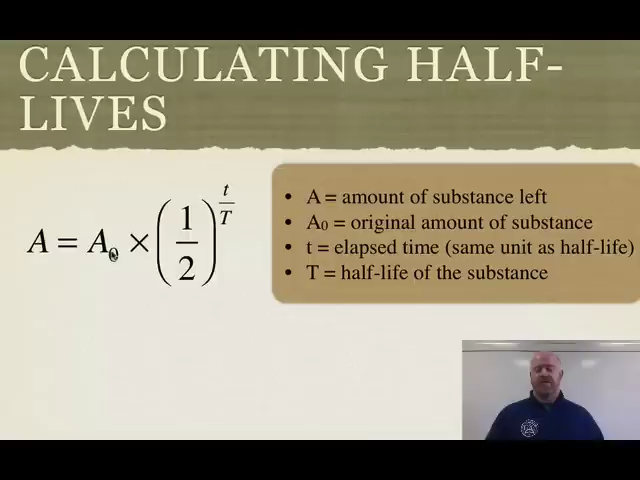 CALCULATING HALF-
LIVES
A = A₀ × (1/2)^(t/T)
• A = amount of substance left
• A₀ = original amount of substance
• t = elapsed time (same unit as half-life)
• T = half-life of the substance